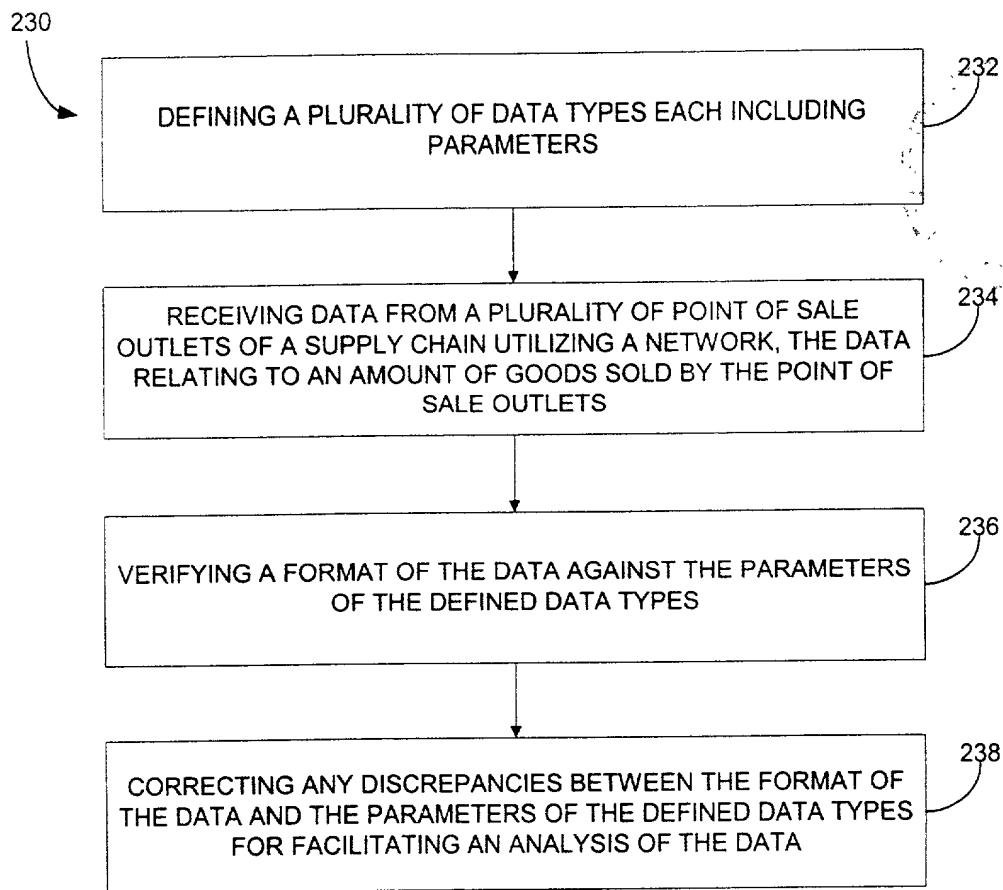 230
232
DEFINING A PLURALITY OF DATA TYPES EACH INCLUDING
PARAMETERS
234
RECEIVING DATA FROM A PLURALITY OF POINT OF SALE
OUTLETS OF A SUPPLY CHAIN UTILIZING A NETWORK, THE DATA
RELATING TO AN AMOUNT OF GOODS SOLD BY THE POINT OF
SALE OUTLETS
236
VERIFYING A FORMAT OF THE DATA AGAINST THE PARAMETERS
OF THE DEFINED DATA TYPES
238
CORRECTING ANY DISCREPANCIES BETWEEN THE FORMAT OF
THE DATA AND THE PARAMETERS OF THE DEFINED DATA TYPES
FOR FACILITATING AN ANALYSIS OF THE DATA